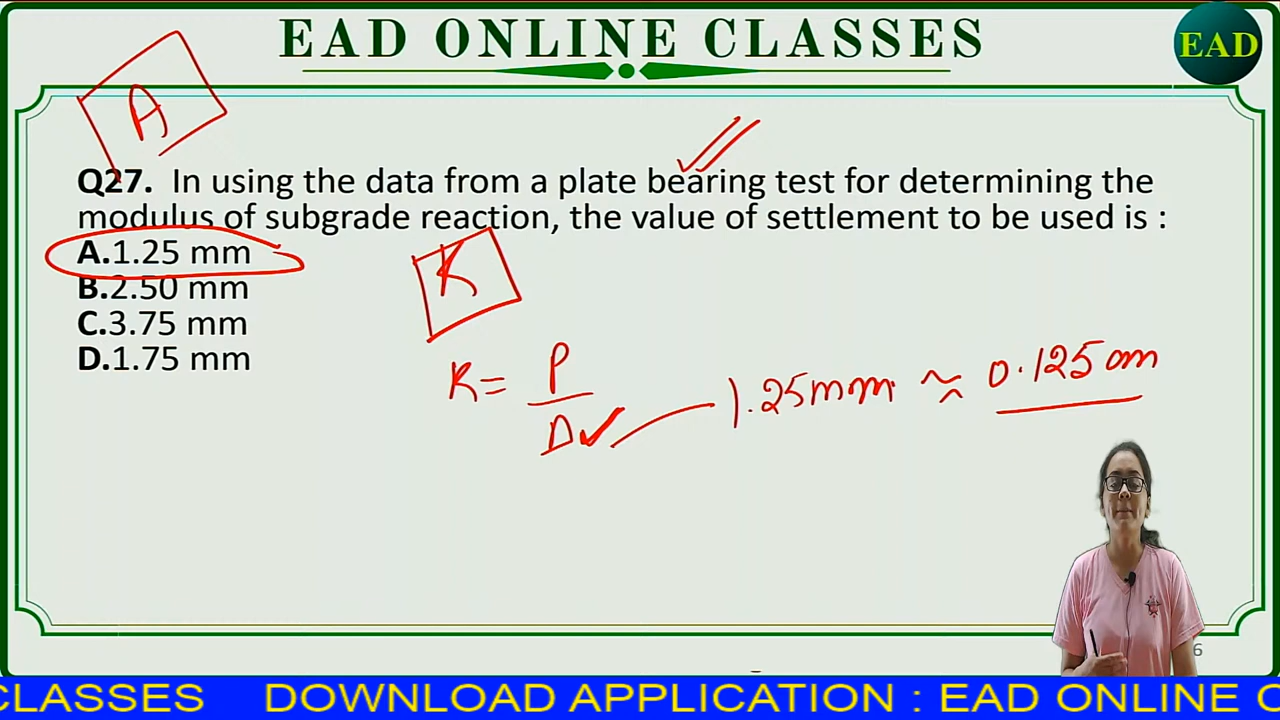 EAD ONLINE CLASSES
EAD
A
Q27. In using the data from a plate bearing test for determining the
modulus of subgrade reaction, the value of settlement to be used is :
A.1.25 mm
B.2.50 mm
C.3.75 mm
D.1.75 mm
K
K = P/Δ
1.25mm ≈ 0.125cm
6
CLASSES DOWNLOAD APPLICATION : EAD ONLINE C